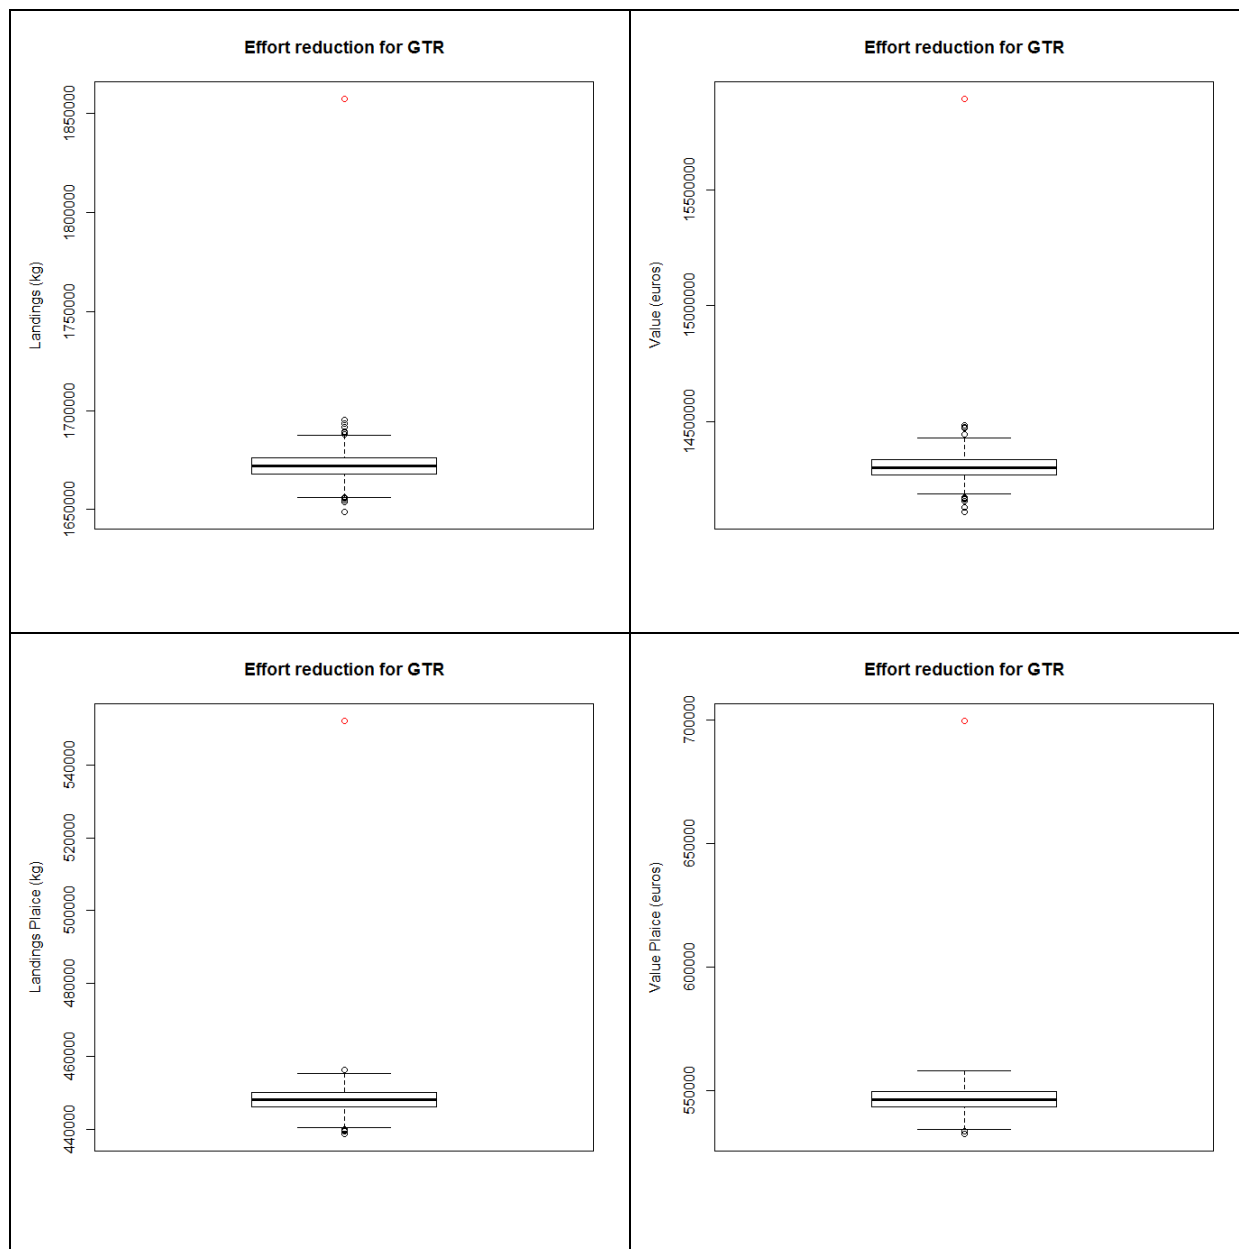 Effort reduction for GTR
Landings (kg)
1850000
1800000
1750000
1700000
1650000
Effort reduction for GTR
Value (euros)
15500000
15000000
14500000
Effort reduction for GTR
Landings Plaice (kg)
540000
520000
500000
480000
460000
440000
Effort reduction for GTR
Value Plaice (euros)
700000
650000
600000
550000